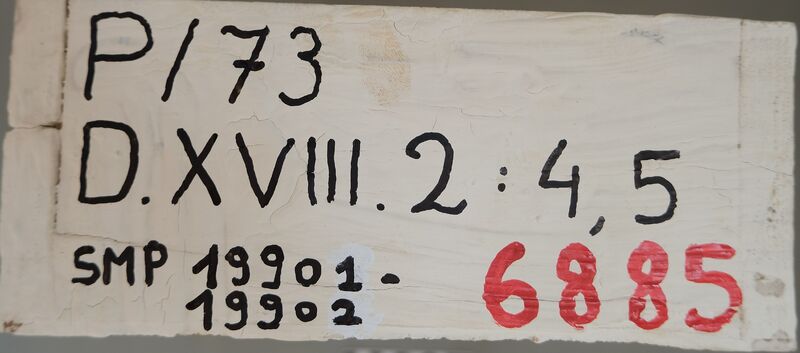 P/73
D.XVIII.2:4,5
SMP 19901-
19902
6885